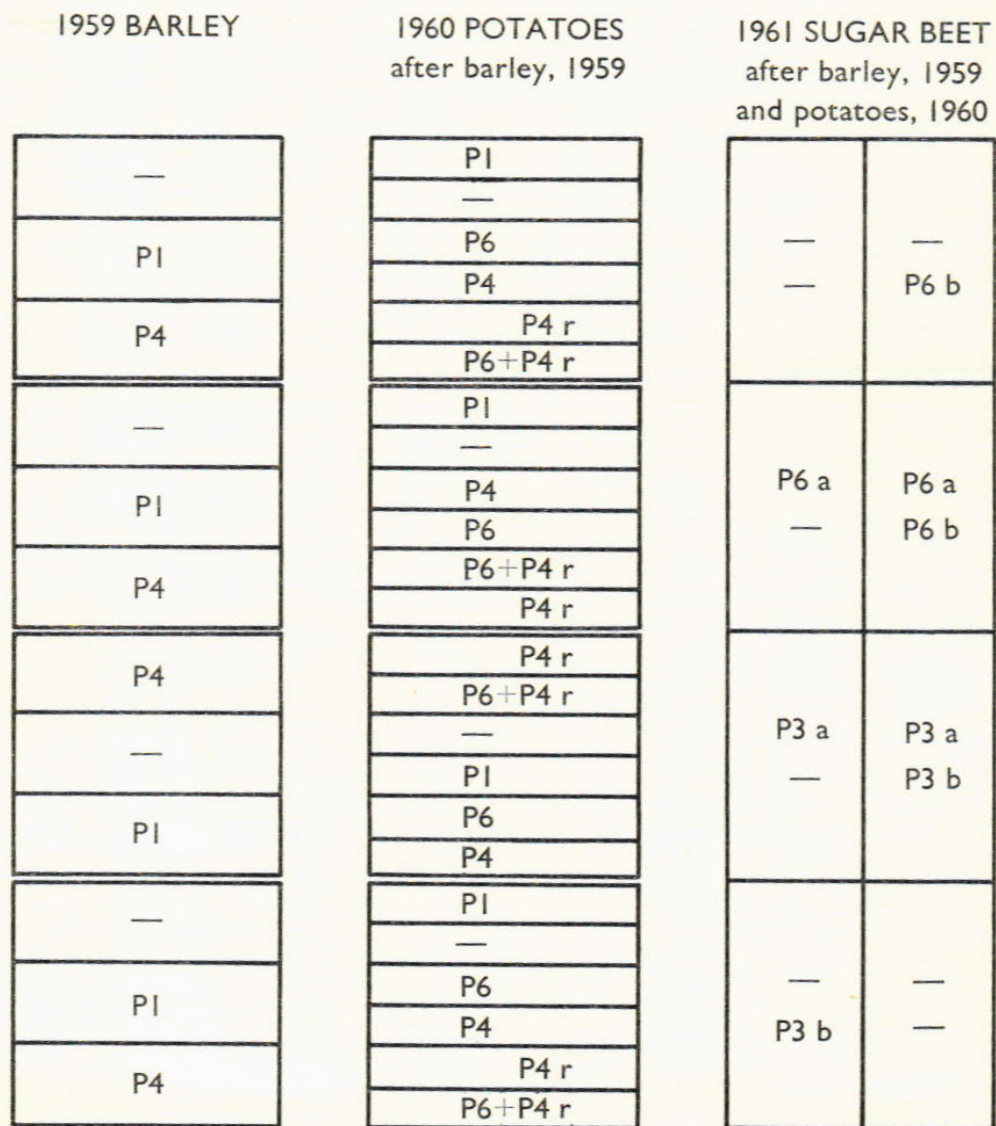 1959 BARLEY
—
P1
P4
—
P1
P4
P4
—
P1
—
P1
P4
1960 POTATOES
after barley, 1959
P1
—
P6
P4
P4 r
P6+P4 r
P1
—
P4
P6
P6+P4 r
P4 r
P4 r
P6+P4 r
—
P1
P6
P4
P1
—
P6
P4
P4 r
P6+P4 r
1961 SUGAR BEET
after barley, 1959
and potatoes, 1960
— —
— P6 b
P6 a P6 a
— P6 b
P3 a P3 a
— P3 b
— —
P3 b —